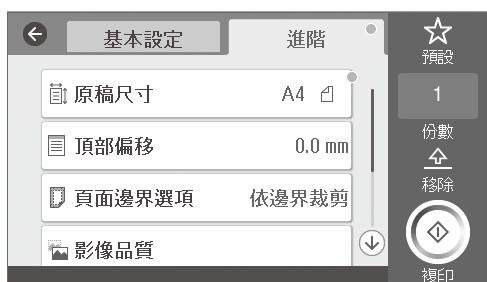 基本設定 進階
預設
原稿尺寸 A4
1
份數
頂部偏移 0.0 mm
移除
頁面邊界選項 依邊界裁剪
影像品質
複印